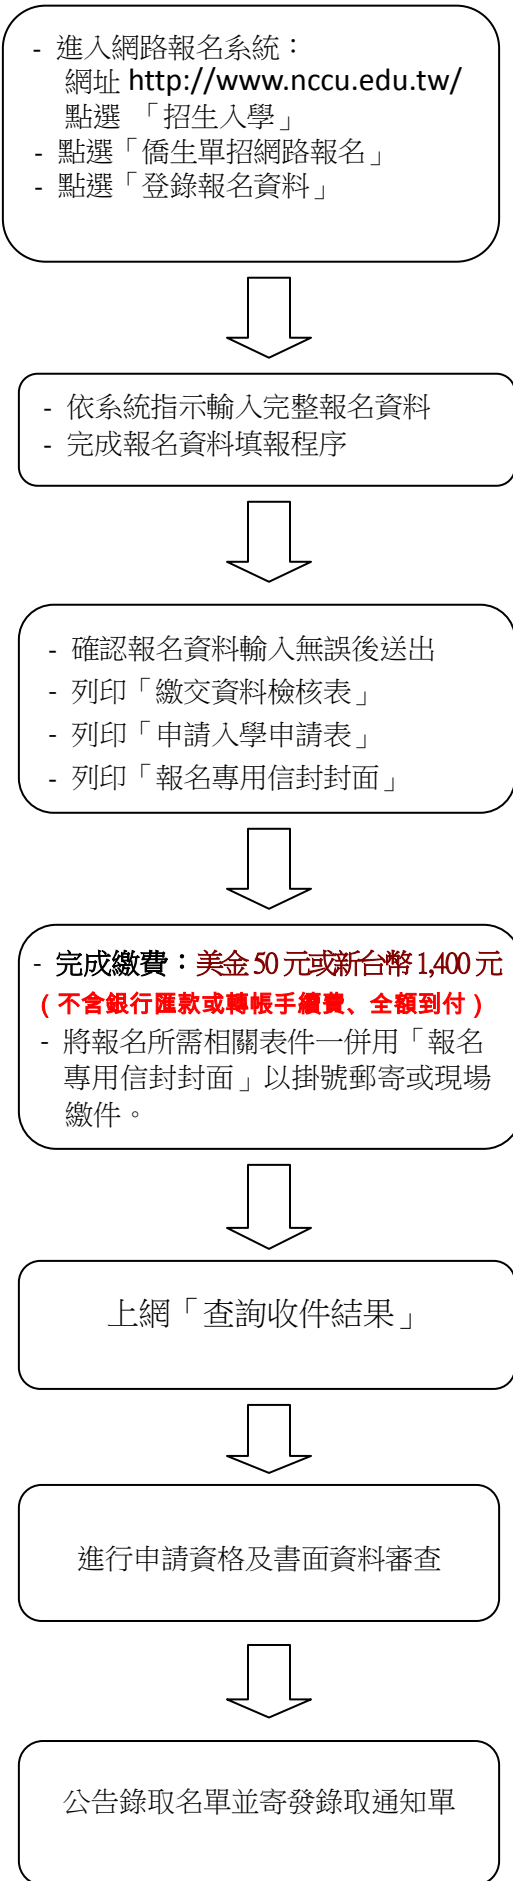 - 進入網路報名系統：
網址 http://www.nccu.edu.tw/
點選 「招生入學」
- 點選「僑生單招網路報名」
- 點選「登錄報名資料」
- 依系統指示輸入完整報名資料
- 完成報名資料填報程序
- 確認報名資料輸入無誤後送出
- 列印「繳交資料檢核表」
- 列印「申請入學申請表」
- 列印「報名專用信封封面」
- 完成繳費：美金 50 元或新台幣 1,400 元
（不含銀行匯款或轉帳手續費、全額到付）
- 將報名所需相關表件一併用「報名
專用信封封面」以掛號郵寄或現場
繳件。
上網「查詢收件結果」
進行申請資格及書面資料審查
公告錄取名單並寄發錄取通知單